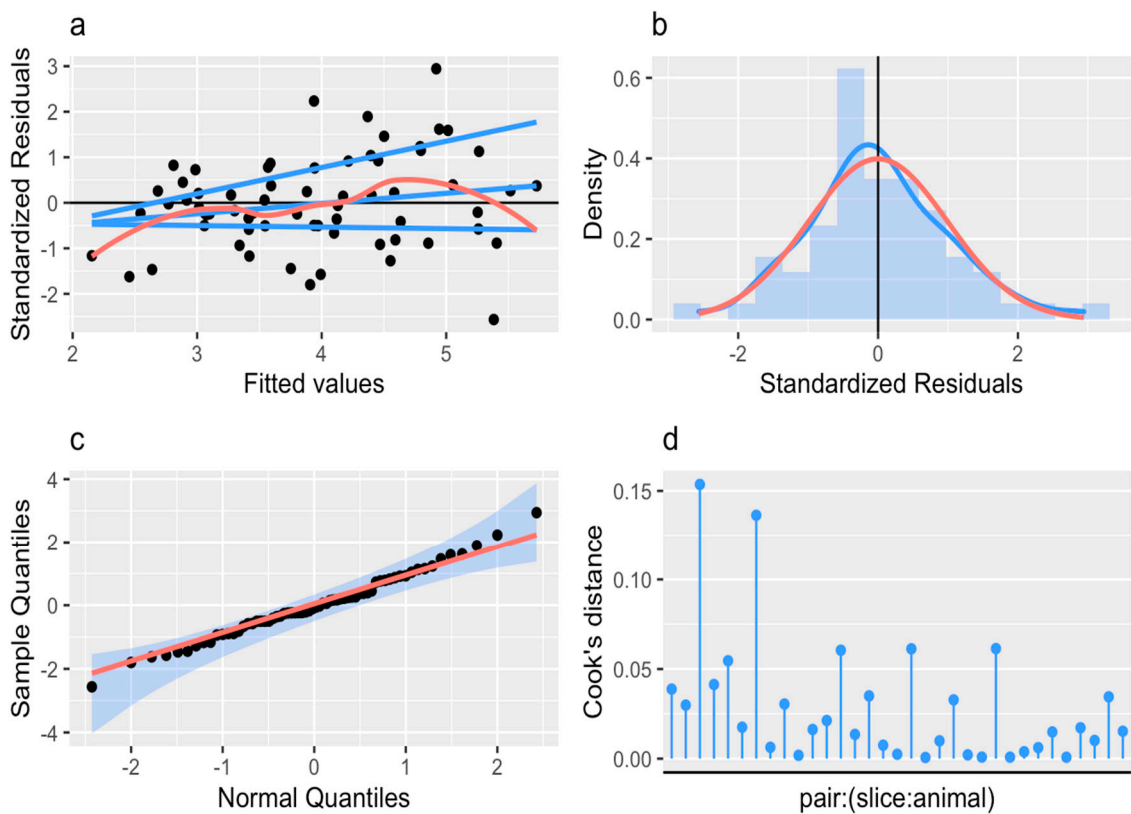 a
Standardized Residuals
3
2
1
0
-1
-2
2
3
4
5
Fitted values
b
Density
0.6
0.4
0.2
0.0
-2
0
2
Standardized Residuals
c
Sample Quantiles
4
2
0
-2
-4
-2
-1
0
1
2
Normal Quantiles
d
Cook's distance
0.15
0.10
0.05
0.00
pair:(slice:animal)